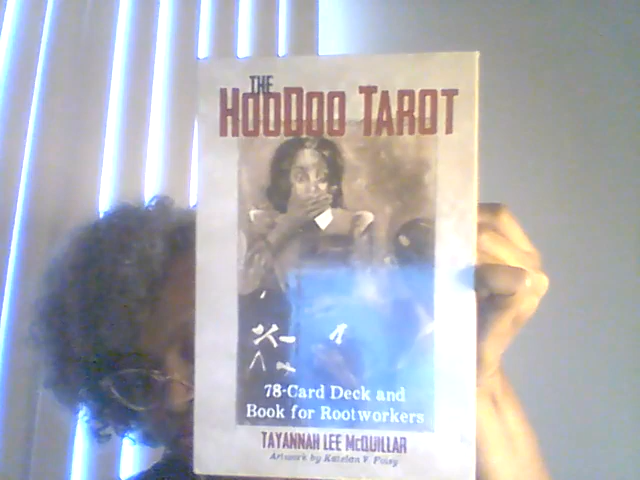 THE
HOODOO TAROT
78-Card Deck and
Book for Rootworkers
TAYANNAH LEE McQUILLAR
Artwork by Katelan V. Foisy